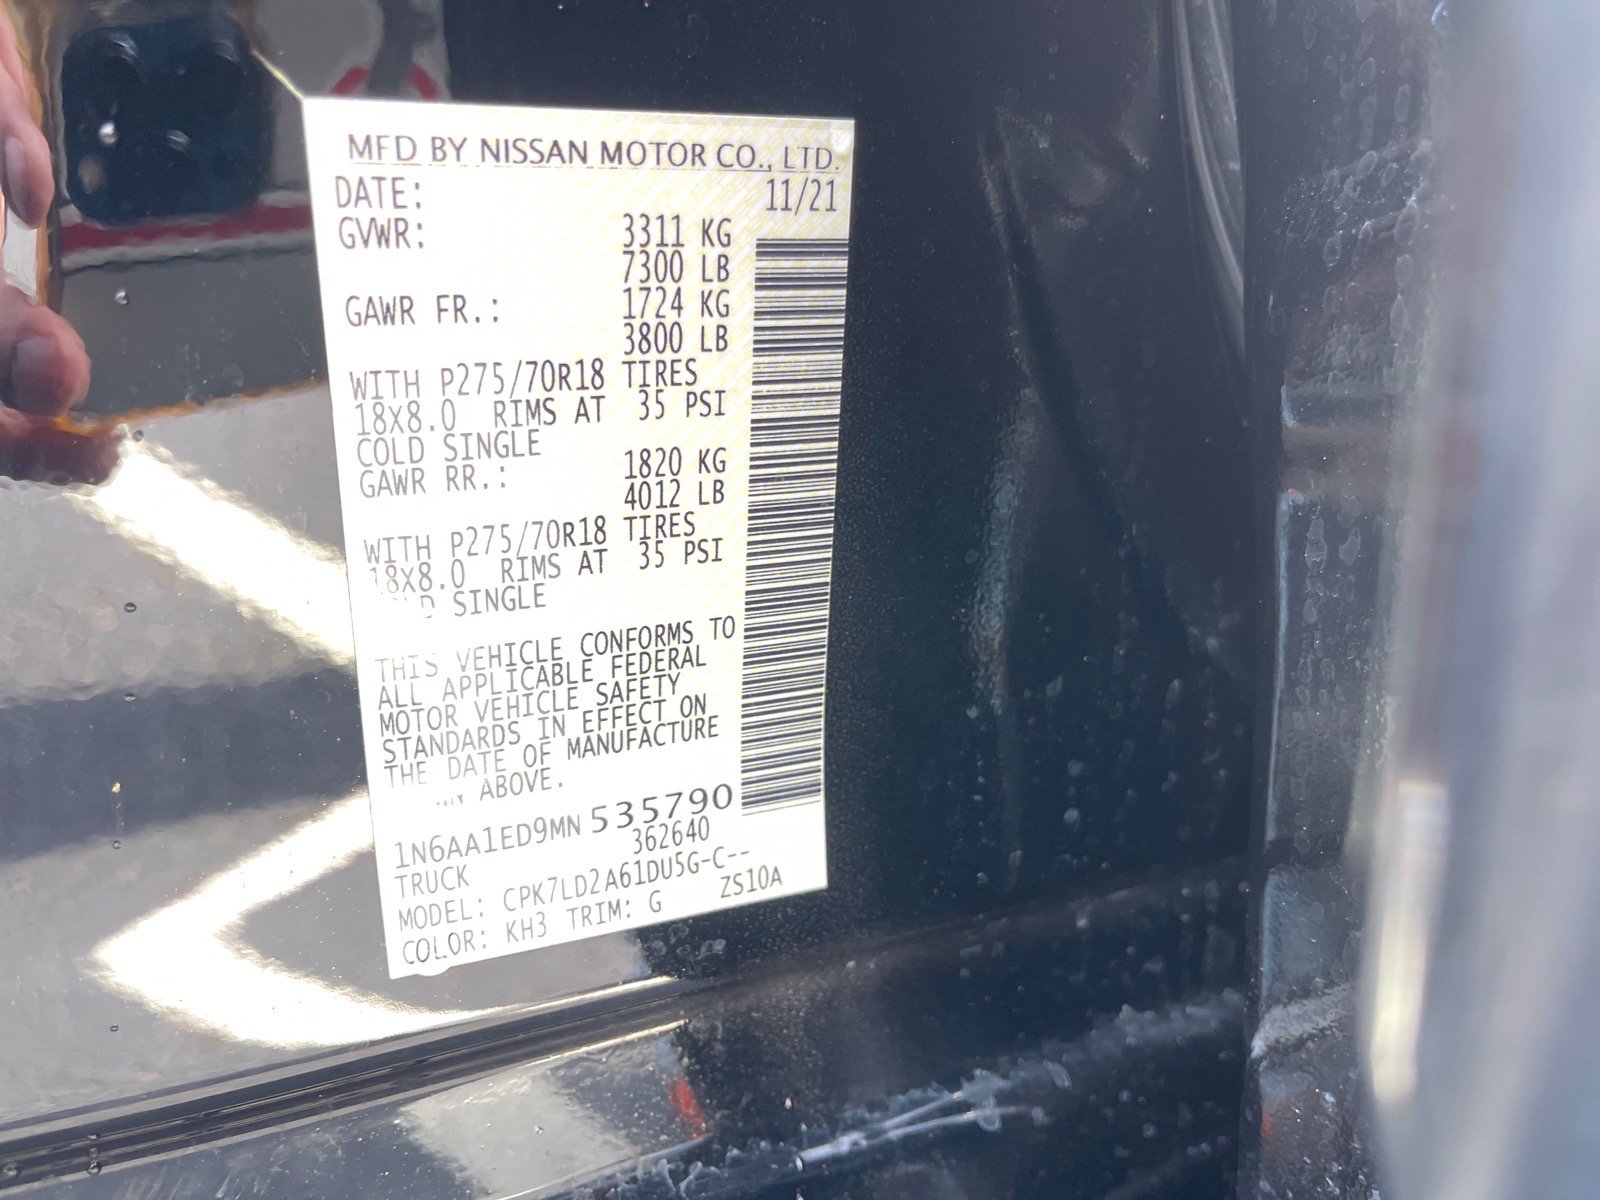 MFD BY NISSAN MOTOR CO., LTD.
DATE: 11/21
GVWR: 3311 KG
7300 LB
GAWR FR.: 1724 KG
3800 LB
WITH P275/70R18 TIRES
18X8.0 RIMS AT 35 PSI
COLD SINGLE
GAWR RR.: 1820 KG
4012 LB
WITH P275/70R18 TIRES
18X8.0 RIMS AT 35 PSI
SINGLE
THIS VEHICLE CONFORMS TO
ALL APPLICABLE FEDERAL
MOTOR VEHICLE SAFETY
STANDARDS IN EFFECT ON
THE DATE OF MANUFACTURE
ABOVE.
1N6AA1ED9MN535790
362640
TRUCK
MODEL: CPK7LD2A61DU5G-C--
COLOR: KH3 TRIM: G ZS10A